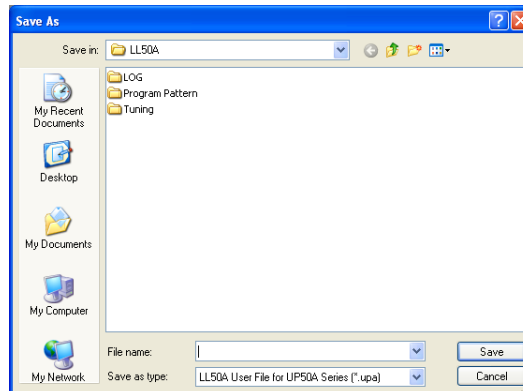 Save As
Save in: LL50A
LOG
Program Pattern
Tuning
My Recent
Documents
Desktop
My Documents
My Computer
My Network
File name:
Save
Save as type: LL50A User File for UP50A Series (*.upa)
Cancel